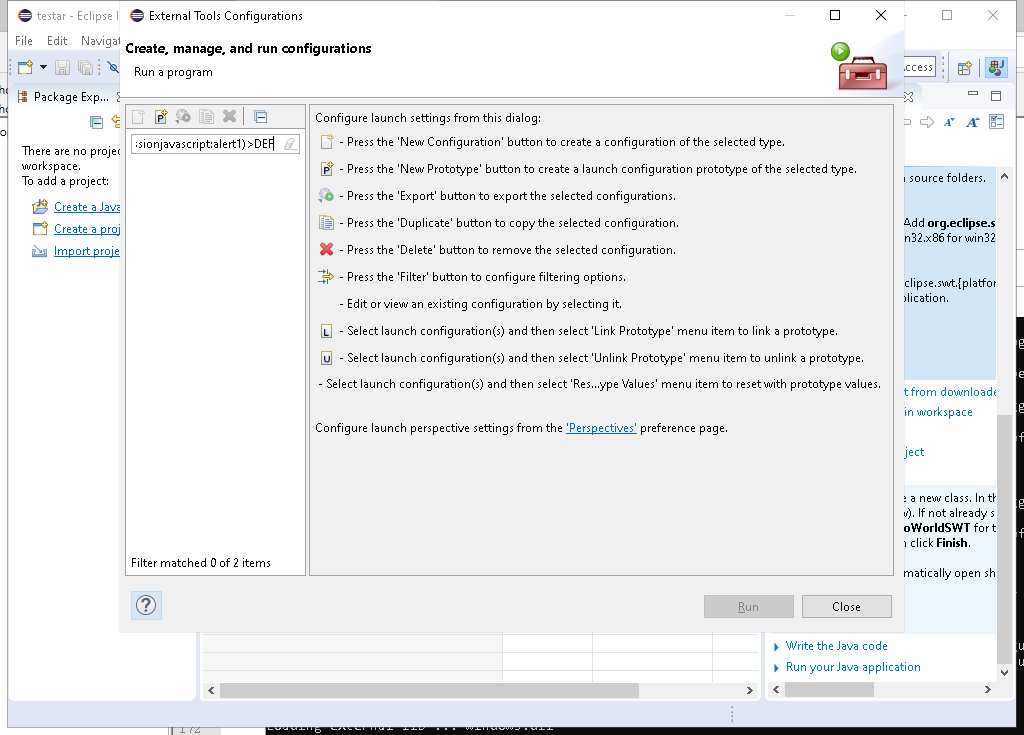 testar - Eclipse I
External Tools Configurations
File Edit Navigat
Create, manage, and run configurations
Run a program
ccess
Package Exp...
:sionjavascript:alert1)>DEF
There are no projec
workspace.
To add a project:
Create a Java
Create a proj
Import proje
Filter matched 0 of 2 items
Configure launch settings from this dialog:
- Press the 'New Configuration' button to create a configuration of the selected type.
- Press the 'New Prototype' button to create a launch configuration prototype of the selected type.
- Press the 'Export' button to export the selected configurations.
- Press the 'Duplicate' button to copy the selected configuration.
- Press the 'Delete' button to remove the selected configuration.
- Press the 'Filter' button to configure filtering options.
- Edit or view an existing configuration by selecting it.
L - Select launch configuration(s) and then select 'Link Prototype' menu item to link a prototype.
U - Select launch configuration(s) and then select 'Unlink Prototype' menu item to unlink a prototype.
- Select launch configuration(s) and then select 'Res...ype Values' menu item to reset with prototype values.
Configure launch perspective settings from the 'Perspectives' preference page.
Run Close
source folders.
Add org.eclipse.s
n32.x86 for win32
clipse.swt.{platfor
plication.
t from downloade
in workspace
ject
e a new class. In th
w). If not already s
oWorldSWT for t
click Finish.
matically open sh
Write the Java code
Run your Java application
172
Loading external lib ... windows.dll